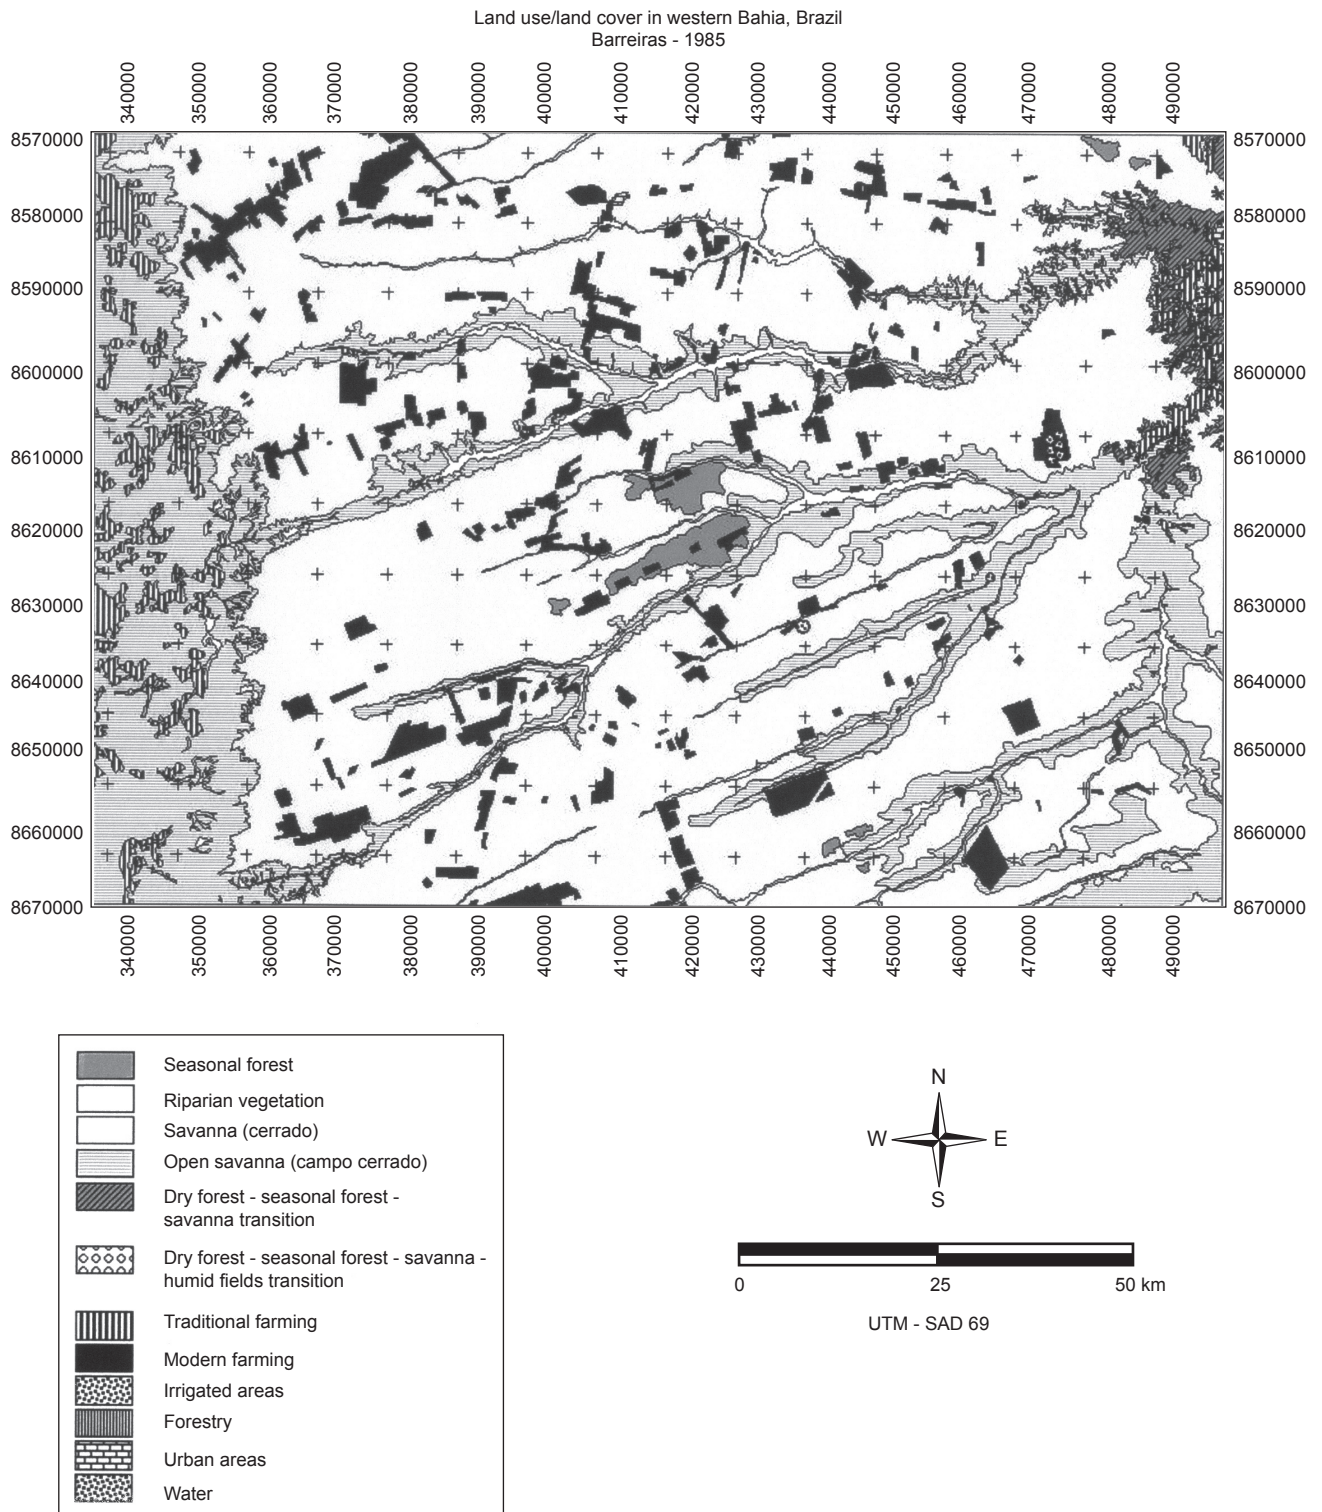 Land use/land cover in western Bahia, Brazil
Barreiras - 1985
340000 350000 360000 370000 380000 390000 400000 410000 420000 430000 440000 450000 460000 470000 480000 490000
8570000 8570000
8580000 8580000
8590000 8590000
8600000 8600000
8610000 8610000
8620000 8620000
8630000 8630000
8640000 8640000
8650000 8650000
8660000 8660000
8670000 8670000
340000 350000 360000 370000 380000 390000 400000 410000 420000 430000 440000 450000 460000 470000 480000 490000
Seasonal forest
Riparian vegetation
Savanna (cerrado)
Open savanna (campo cerrado)
Dry forest - seasonal forest -
savanna transition
Dry forest - seasonal forest - savanna -
humid fields transition
Traditional farming
Modern farming
Irrigated areas
Forestry
Urban areas
Water
N
W E
S
0 25 50 km
UTM - SAD 69